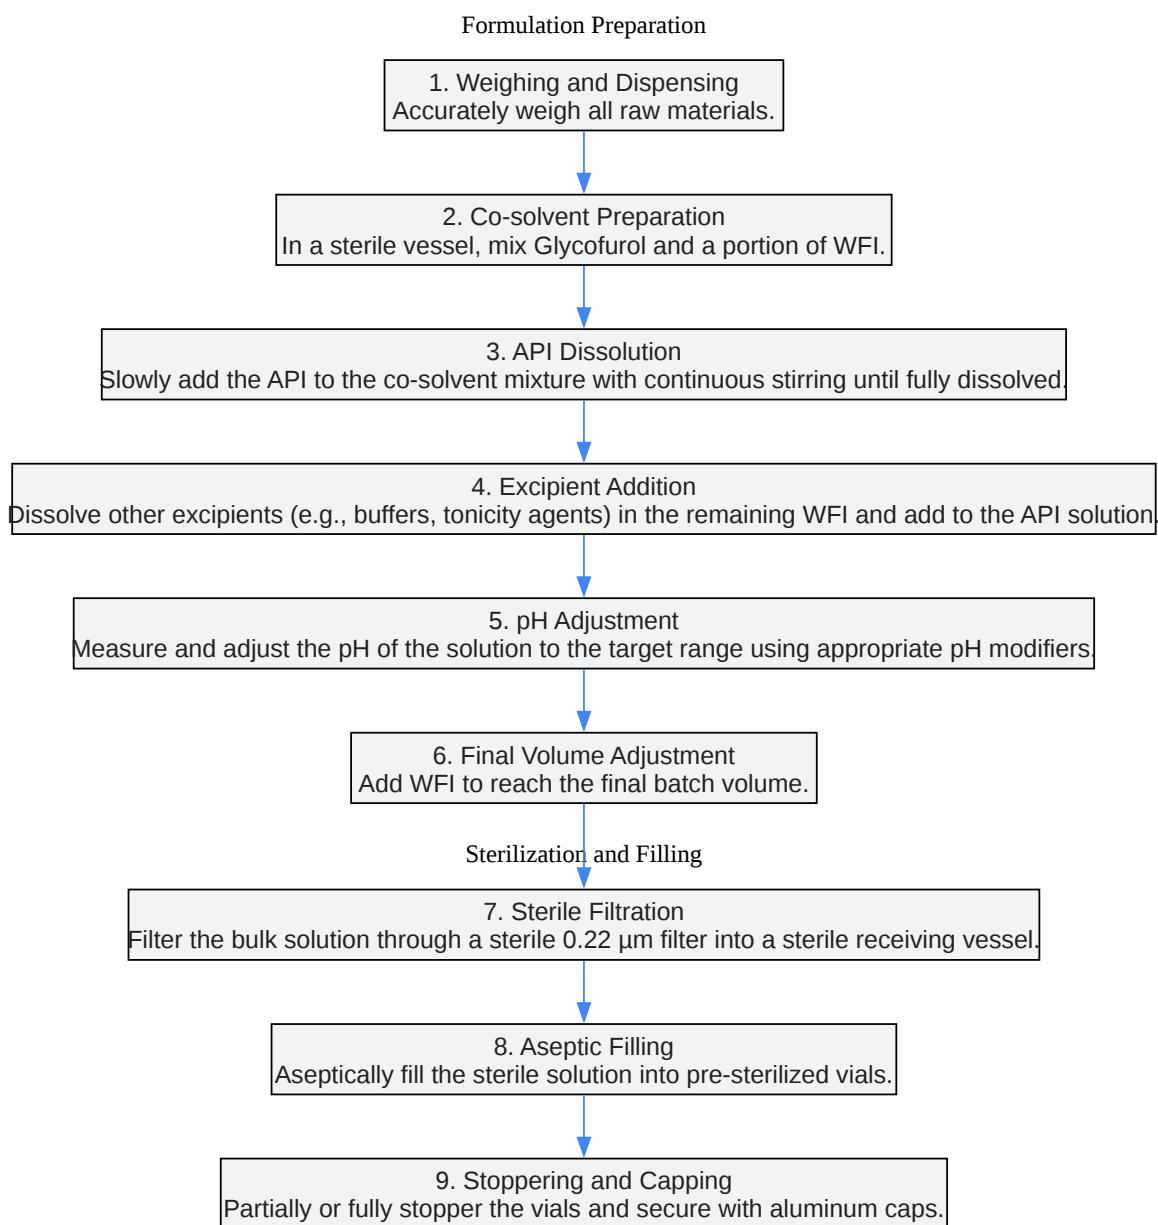 Formulation Preparation
1. Weighing and Dispensing
Accurately weigh all raw materials.
2. Co-solvent Preparation
In a sterile vessel, mix Glycofurol and a portion of WFI.
3. API Dissolution
Slowly add the API to the co-solvent mixture with continuous stirring until fully dissolved.
4. Excipient Addition
Dissolve other excipients (e.g., buffers, tonicity agents) in the remaining WFI and add to the API solution.
5. pH Adjustment
Measure and adjust the pH of the solution to the target range using appropriate pH modifiers.
6. Final Volume Adjustment
Add WFI to reach the final batch volume.
Sterilization and Filling
7. Sterile Filtration
Filter the bulk solution through a sterile 0.22 µm filter into a sterile receiving vessel.
8. Aseptic Filling
Aseptically fill the sterile solution into pre-sterilized vials.
9. Stoppering and Capping
Partially or fully stopper the vials and secure with aluminum caps.